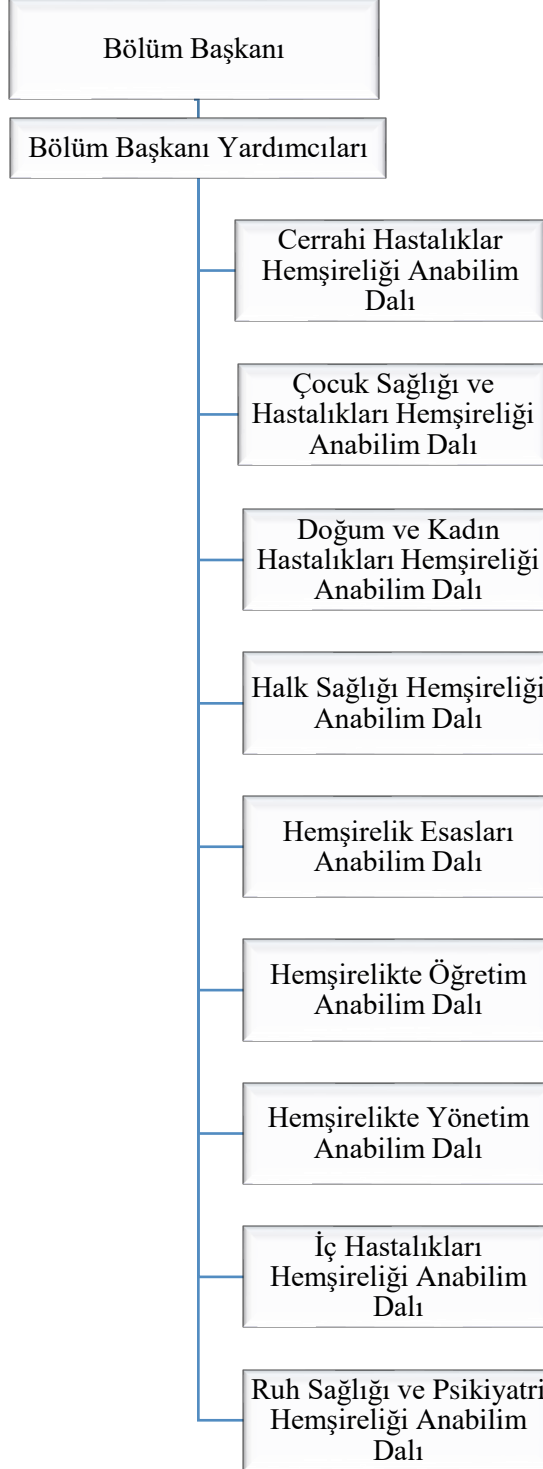 Bölüm Başkanı
Bölüm Başkanı Yardımcıları
Cerrahi Hastalıklar
Hemşireliği Anabilim
Dalı
Çocuk Sağlığı ve
Hastalıkları Hemşireliği
Anabilim Dalı
Doğum ve Kadın
Hastalıkları Hemşireliği
Anabilim Dalı
Halk Sağlığı Hemşireliği
Anabilim Dalı
Hemşirelik Esasları
Anabilim Dalı
Hemşirelikte Öğretim
Anabilim Dalı
Hemşirelikte Yönetim
Anabilim Dalı
İç Hastalıkları
Hemşireliği Anabilim
Dalı
Ruh Sağlığı ve Psikiyatri
Hemşireliği Anabilim
Dalı